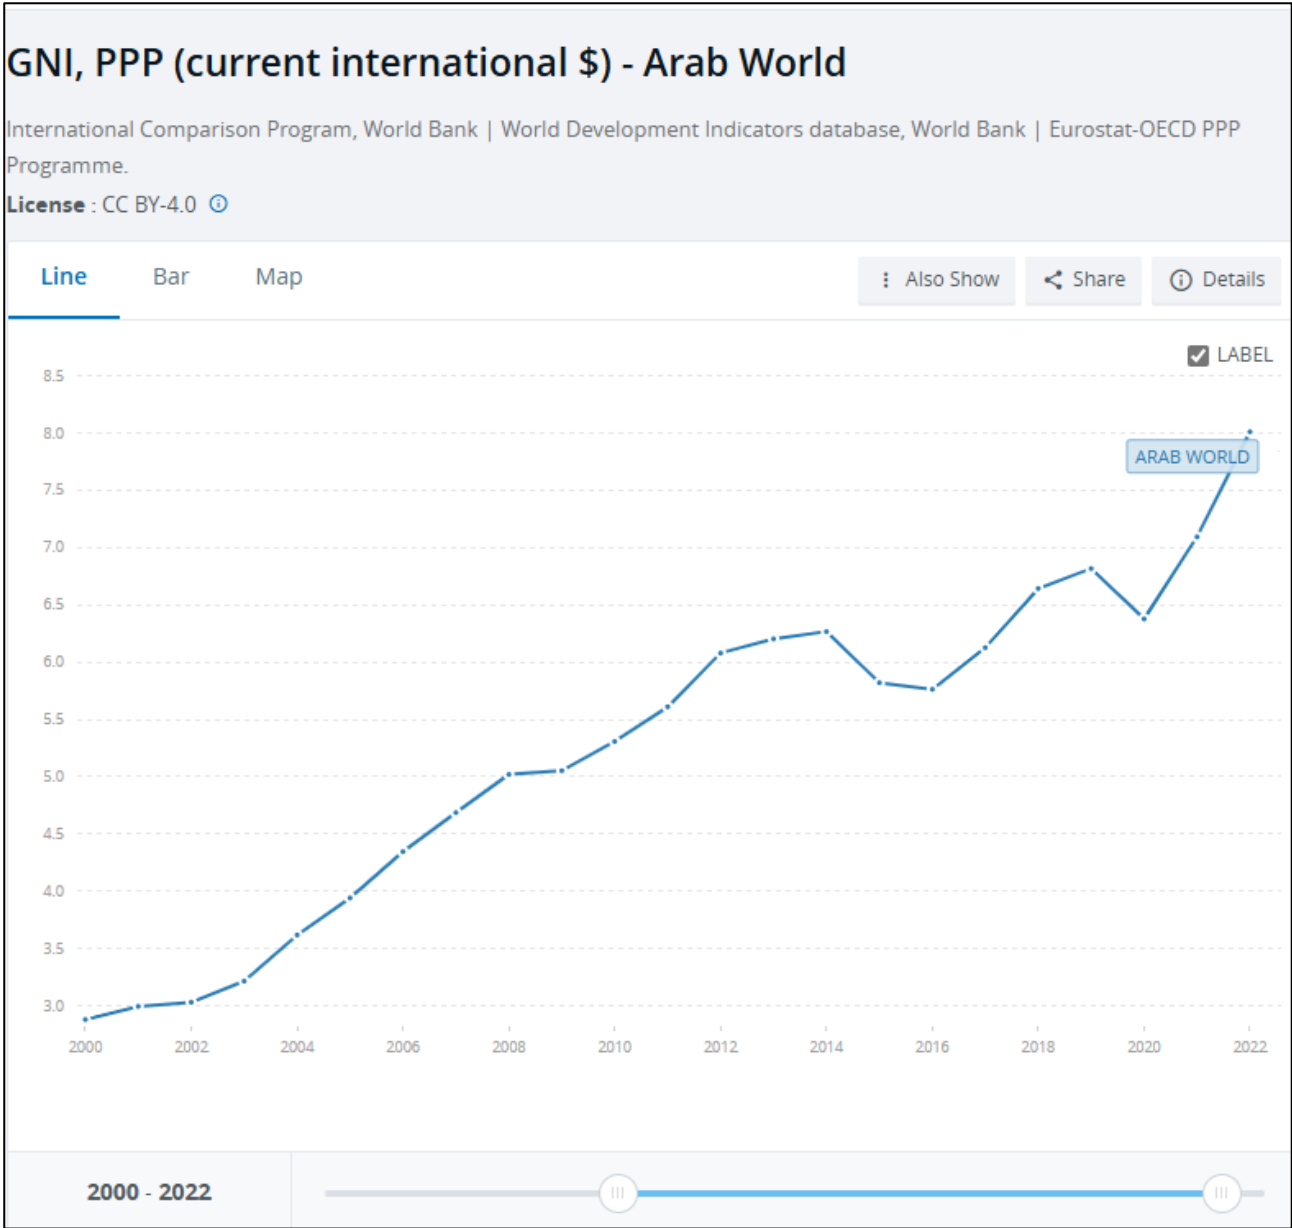 GNI, PPP (current international $) - Arab World
International Comparison Program, World Bank | World Development Indicators database, World Bank | Eurostat-OECD PPP
Programme.
License : CC BY-4.0
Line Bar Map Also Show Share Details
LABEL
8.5
8.0
ARAB WORLD
7.5
7.0
6.5
6.0
5.5
5.0
4.5
4.0
3.5
3.0
2000 2002 2004 2006 2008 2010 2012 2014 2016 2018 2020 2022
2000 - 2022